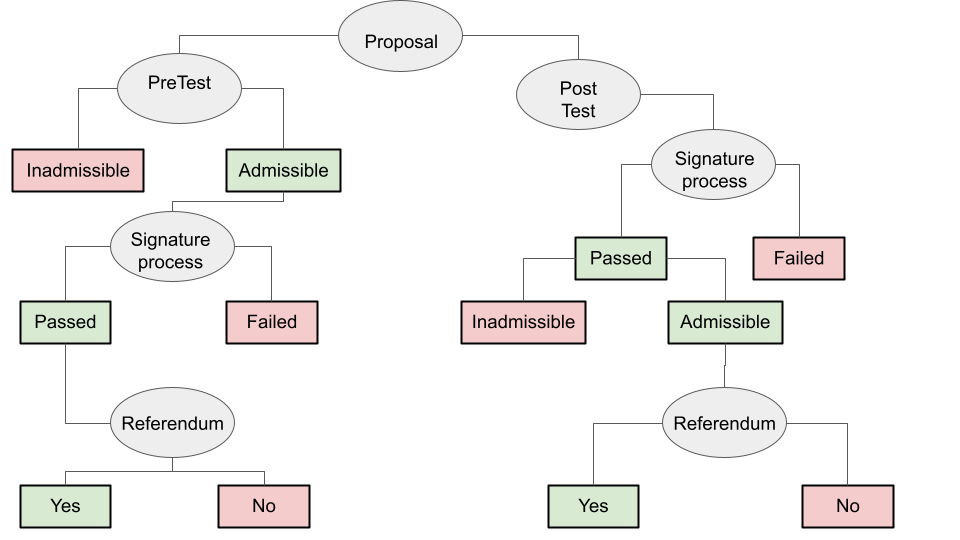 Proposal
PreTest
Post
Test
Inadmissible
Admissible
Signature
process
Signature
process
Passed
Failed
Passed
Failed
Inadmissible
Admissible
Referendum
Referendum
Yes
No
Yes
No